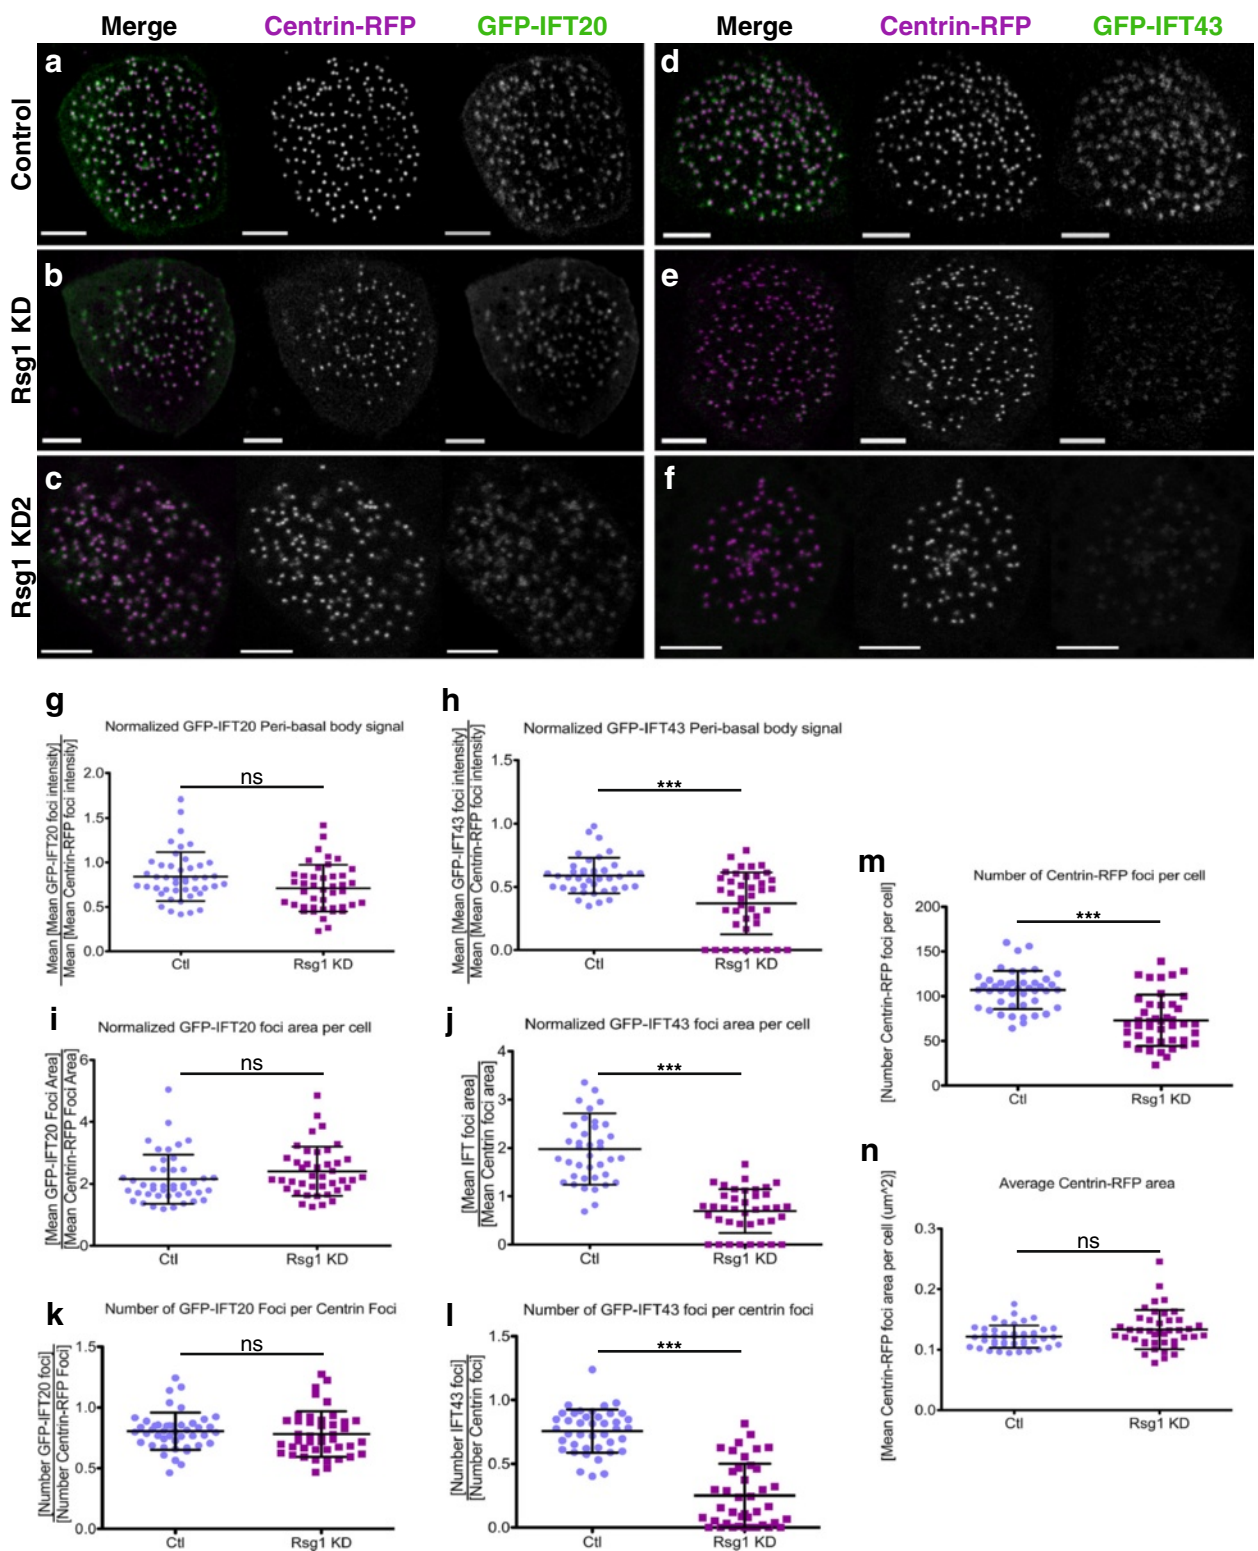 Merge Centrin-RFP GFP-IFT20 Merge Centrin-RFP GFP-IFT43
Control
a
d
Rsg1 KD
b
e
Rsg1 KD2
c
f
g
Normalized GFP-IFT20 Peri-basal body signal
Mean [Mean GFP-IFT20 foci intensity]
Mean [Mean Centrin-RFP foci intensity]
2.0
1.5
1.0
0.5
0.0
ns
Ctl Rsg1 KD
h
Normalized GFP-IFT43 Peri-basal body signal
Mean [Mean GFP-IFT43 foci intensity]
Mean [Mean Centrin-RFP foci intensity]
1.5
1.0
0.5
0.0
***
Ctl Rsg1 KD
i
Normalized GFP-IFT20 foci area per cell
[Mean GFP-IFT20 Foci Area]
[Mean Centrin-RFP Foci Area]
6
4
2
0
ns
Ctl Rsg1 KD
j
Normalized GFP-IFT43 foci area per cell
[Mean IFT foci area]
[Mean Centrin foci area]
4
3
2
1
0
***
Ctl Rsg1 KD
k
Number of GFP-IFT20 Foci per Centrin Foci
[Number GFP-IFT20 foci]
[Number Centrin-RFP Foci]
1.5
1.0
0.5
0.0
ns
Ctl Rsg1 KD
l
Number of GFP-IFT43 foci per centrin foci
[Number IFT43 foci]
[Number Centrin foci]
1.5
1.0
0.5
0.0
***
Ctl Rsg1 KD
m
Number of Centrin-RFP foci per cell
[Number Centrin-RFP foci per cell]
200
150
100
50
0
***
Ctl Rsg1 KD
n
Average Centrin-RFP area
[Mean Centrin-RFP foci area per cell (um^2)]
0.3
0.2
0.1
0.0
ns
Ctl Rsg1 KD